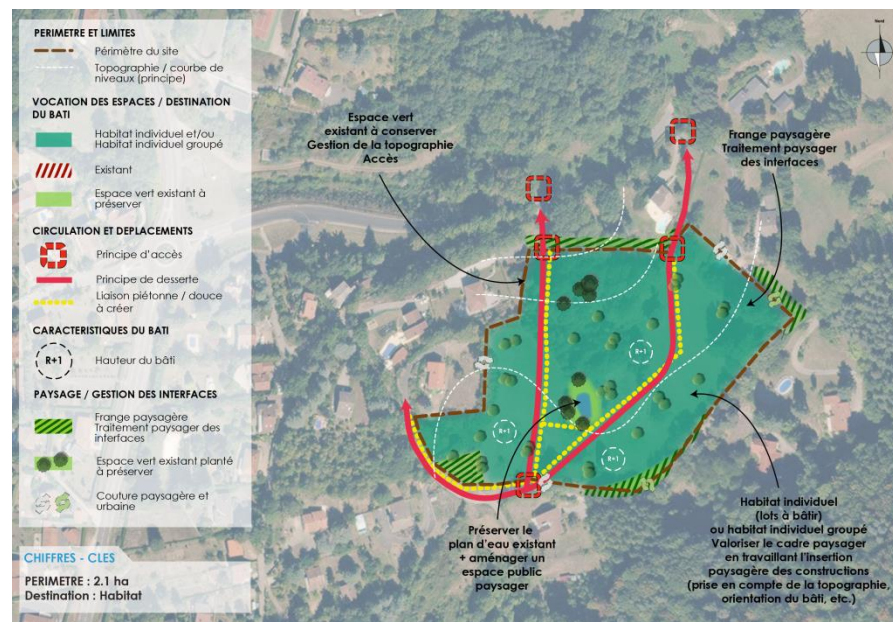 PERIMETRE ET LIMITES
Périmètre du site
Topographie / courbe de
niveaux (principe)
VOCATION DES ESPACES / DESTINATION
DU BATI
Habitat individuel et/ou
Habitat individuel groupé
Existant
Espace vert existant à
préserver
CIRCULATION ET DEPLACEMENTS
Principe d'accès
Principe de desserte
Liaison piétonne / douce
à créer
CARACTERISTIQUES DU BATI
R+1
Hauteur du bâti
PAYSAGE / GESTION DES INTERFACES
Frange paysagère
Traitement paysager des
interfaces
Espace vert existant planté
à préserver
Couture paysagère et
urbaine
CHIFFRES - CLES
PERIMETRE : 2.1 ha
Destination : Habitat
Nord
Espace vert
existant à conserver
Gestion de la topographie
Accès
Frange paysagère
Traitement paysager
des interfaces
R+1
R+1
R+1
Préserver le
plan d'eau existant
+ aménager un
espace public
paysager
Habitat individuel
(lots à bâtir)
ou habitat individuel groupé
Valoriser le cadre paysager
en travaillant l'insertion
paysagère des constructions
(prise en compte de la topographie,
orientation du bâti, etc.)